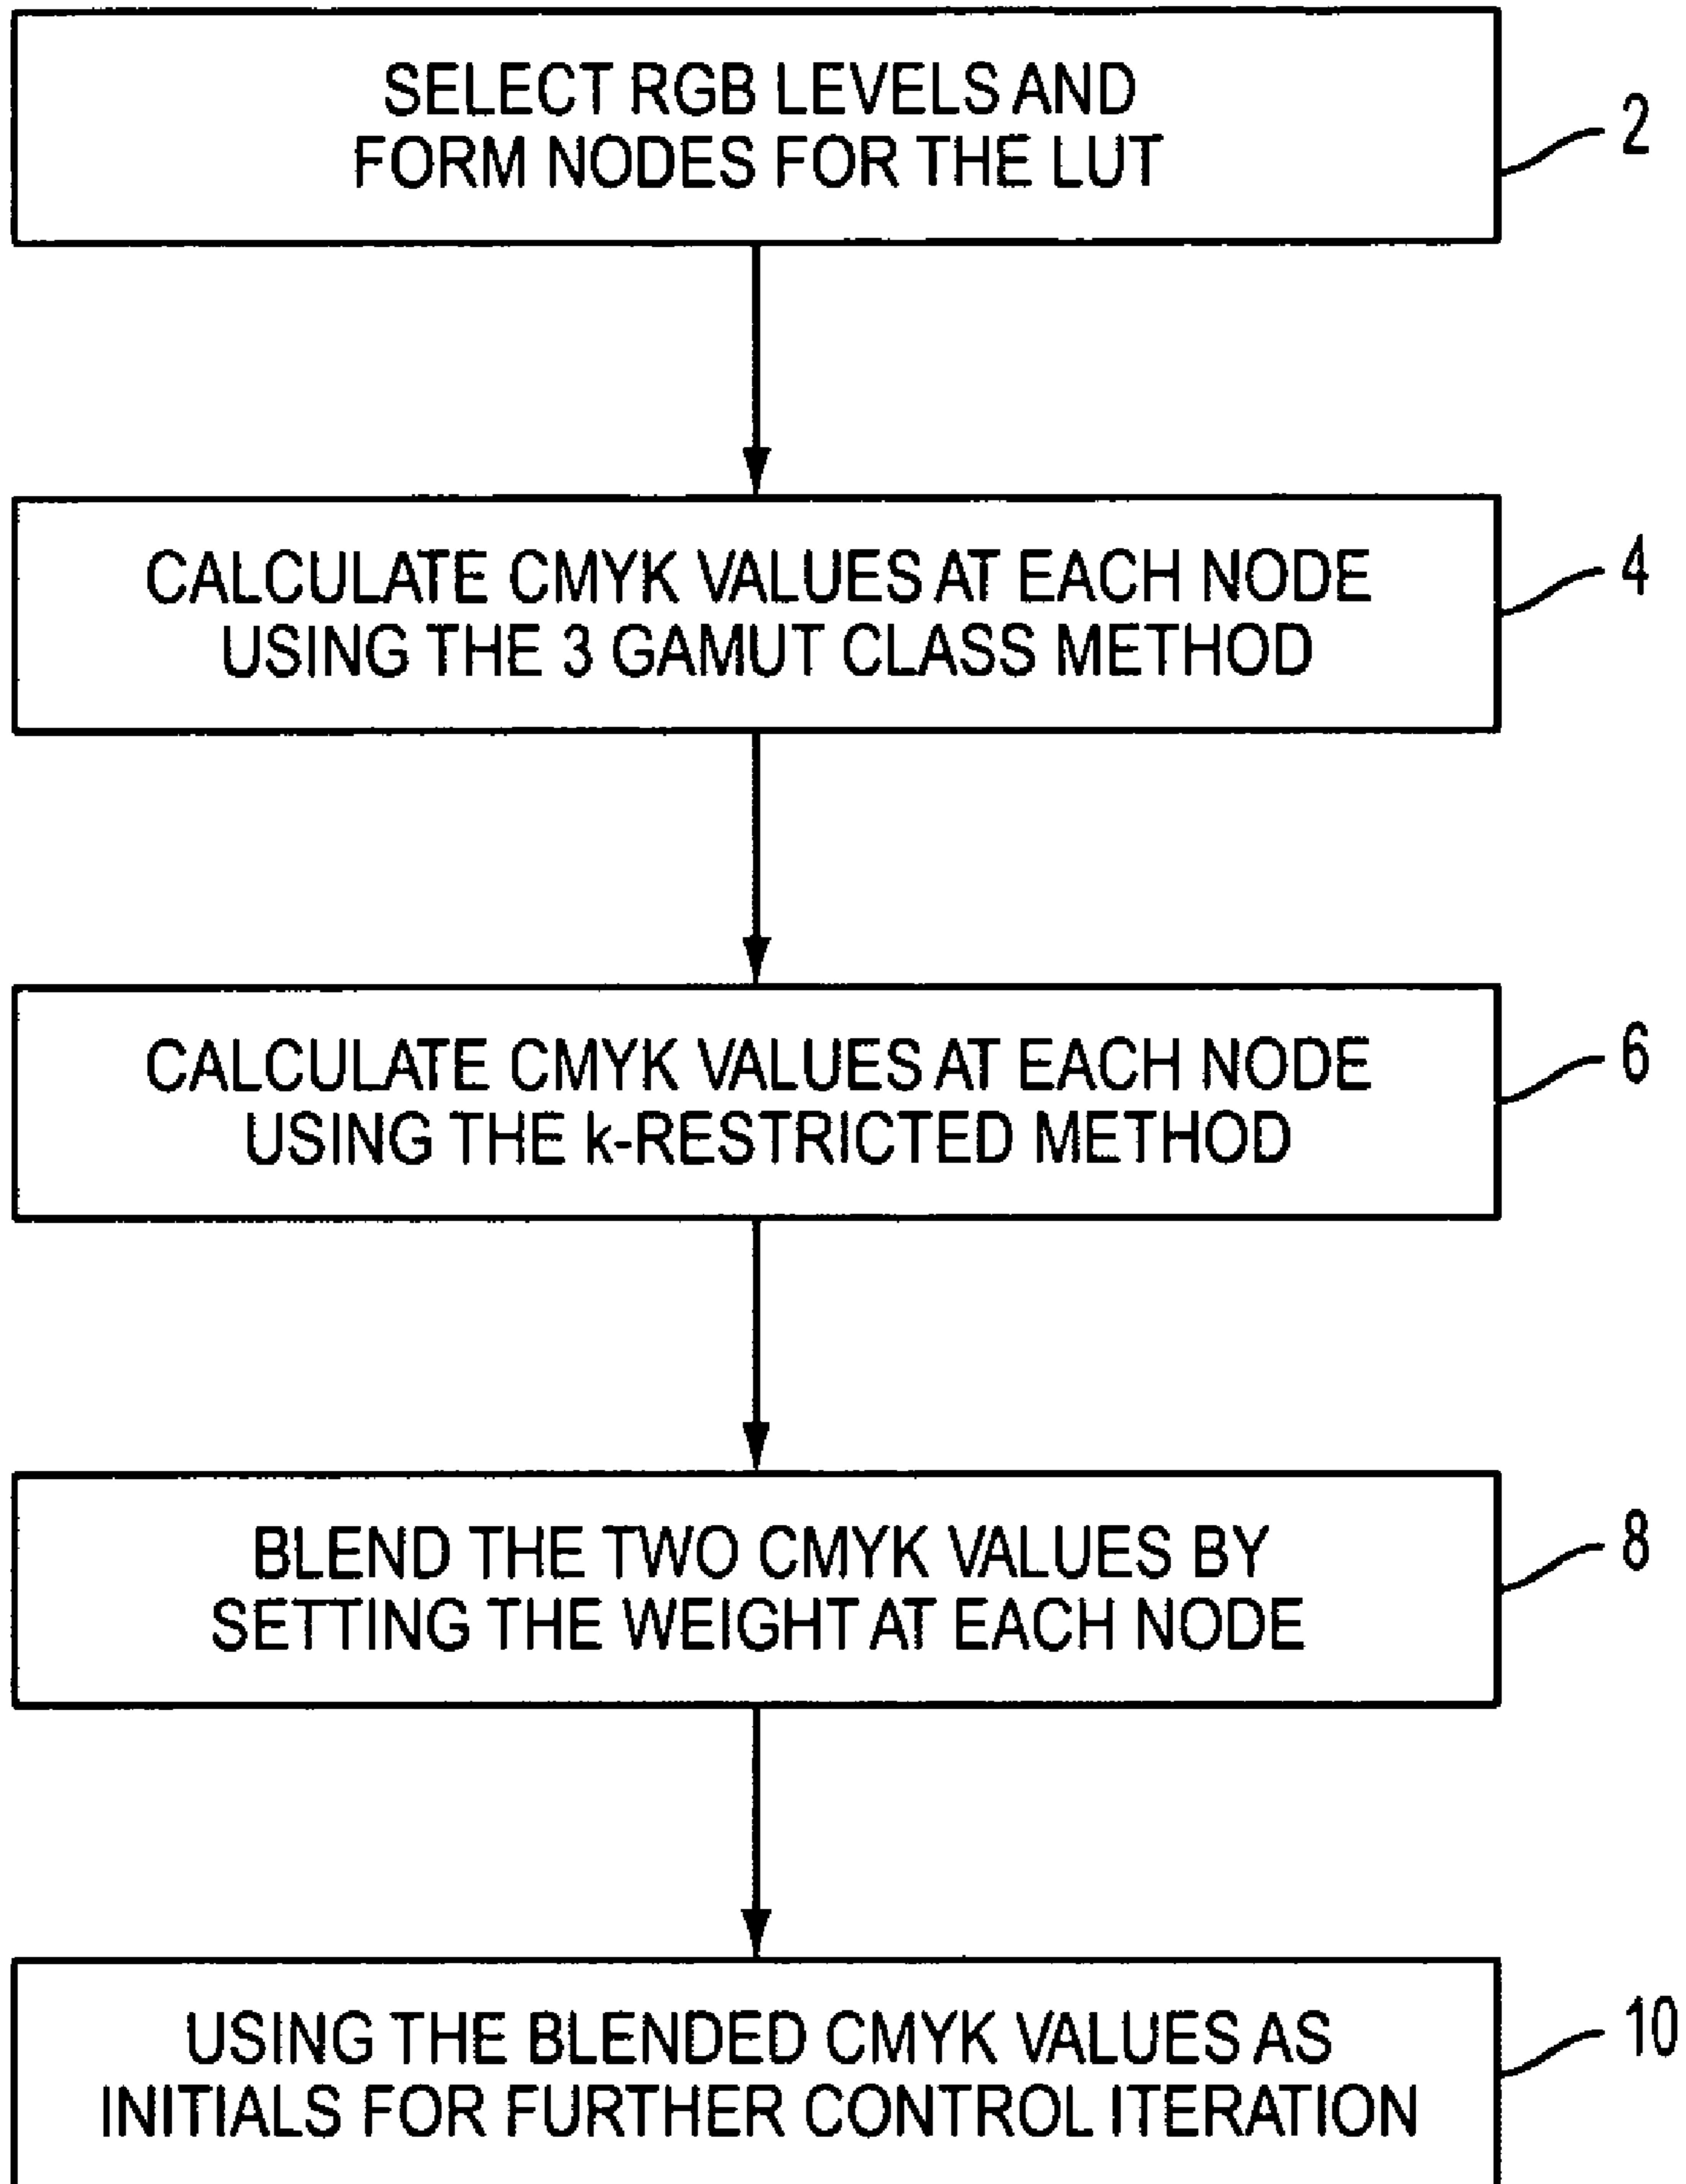 SELECT RGB LEVELS AND
FORM NODES FOR THE LUT
2
CALCULATE CMYK VALUES AT EACH NODE
USING THE 3 GAMUT CLASS METHOD
4
CALCULATE CMYK VALUES AT EACH NODE
USING THE k-RESTRICTED METHOD
6
BLEND THE TWO CMYK VALUES BY
SETTING THE WEIGHT AT EACH NODE
8
USING THE BLENDED CMYK VALUES AS
INITIALS FOR FURTHER CONTROL ITERATION
10